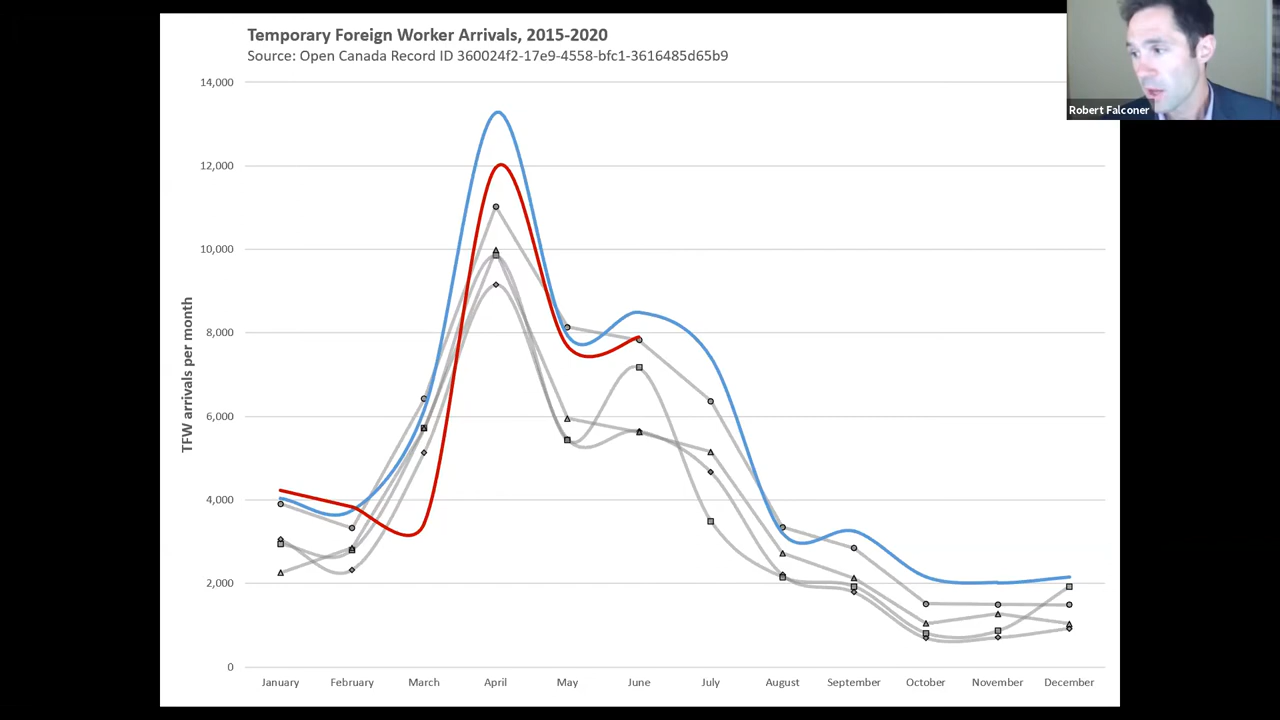 Temporary Foreign Worker Arrivals, 2015-2020
Source: Open Canada Record ID 360024f2-17e9-4558-bfc1-3616485d65b9
Robert Falconer
14,000
12,000
10,000
8,000
6,000
4,000
2,000
0
TFW arrivals per month
January February March April May June July August September October November December